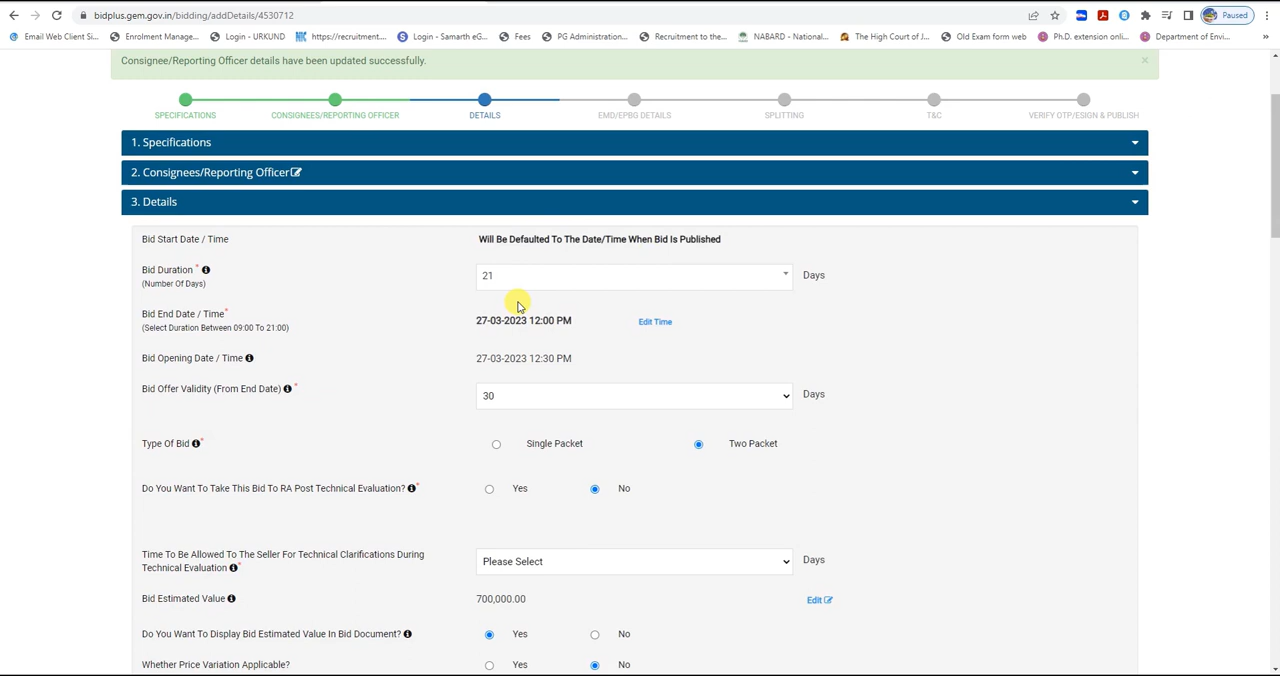 bidplus.gem.gov.in/bidding/addDetails/4530712
Paused
Email Web Client Si...
Enrolment Manage...
Login - URKUND
https://recruitment....
Login - Samarth eG...
Fees
PG Administration...
Recruitment to the...
NABARD - National...
The High Court of J...
Old Exam form web
Ph.D. extension onli...
Department of Envi...
»
Consignee/Reporting Officer details have been updated successfully.
×
SPECIFICATIONS
CONSIGNEES/REPORTING OFFICER
DETAILS
EMD/EPBG DETAILS
SPLITTING
T&C
VERIFY OTP/ESIGN & PUBLISH
1. Specifications
2. Consignees/Reporting Officer
3. Details
Bid Start Date / Time
Will Be Defaulted To The Date/Time When Bid Is Published
Bid Duration *
(Number Of Days)
21
Days
Bid End Date / Time*
(Select Duration Between 09:00 To 21:00)
27-03-2023 12:00 PM
Edit Time
Bid Opening Date / Time
27-03-2023 12:30 PM
Bid Offer Validity (From End Date) *
30
Days
Type Of Bid *
Single Packet
Two Packet
Do You Want To Take This Bid To RA Post Technical Evaluation? *
Yes
No
Time To Be Allowed To The Seller For Technical Clarifications During
Technical Evaluation *
Please Select
Days
Bid Estimated Value
700,000.00
Edit
Do You Want To Display Bid Estimated Value In Bid Document?
Yes
No
Whether Price Variation Applicable?
Yes
No